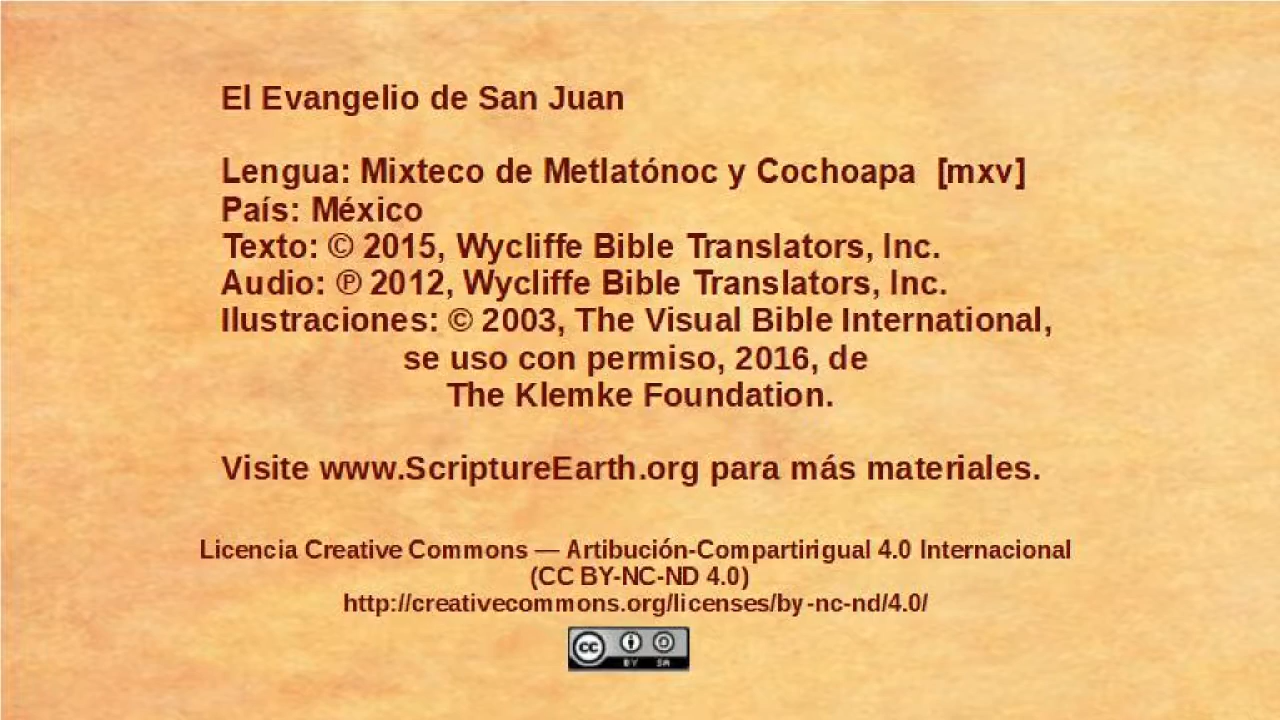 El Evangelio de San Juan
Lengua: Mixteco de Metlatónoc y Cochoapa [mxv]
País: México
Texto: © 2015, Wycliffe Bible Translators, Inc.
Audio: ℗ 2012, Wycliffe Bible Translators, Inc.
Ilustraciones: © 2003, The Visual Bible International,
se uso con permiso, 2016, de
The Klemke Foundation.
Visite www.ScriptureEarth.org para más materiales.
Licencia Creative Commons — Artibución-Compartirigual 4.0 Internacional
(CC BY-NC-ND 4.0)
http://creativecommons.org/licenses/by-nc-nd/4.0/
cc
BY SA